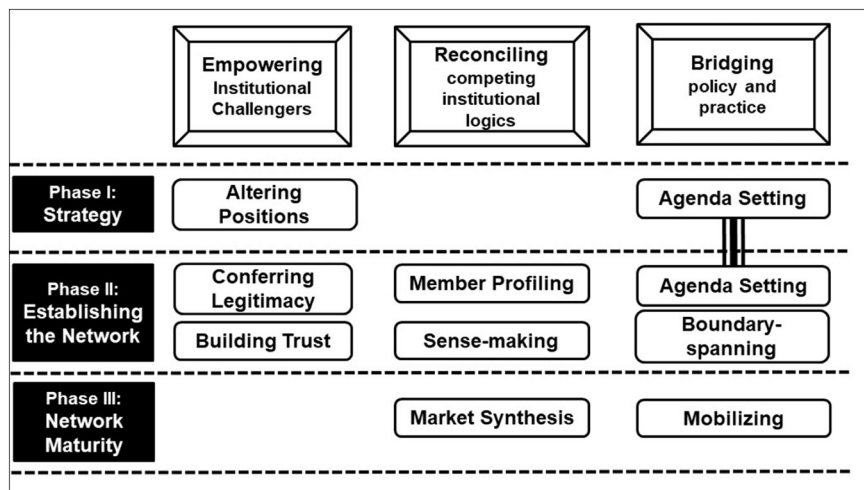 Empowering
Institutional
Challengers
Reconciling
competing
institutional
logics
Bridging
policy and
practice
Phase I:
Strategy
Altering
Positions
Agenda Setting
Phase II:
Establishing
the Network
Conferring
Legitimacy
Member Profiling
Agenda Setting
Building Trust
Sense-making
Boundary-
spanning
Phase III:
Network
Maturity
Market Synthesis
Mobilizing